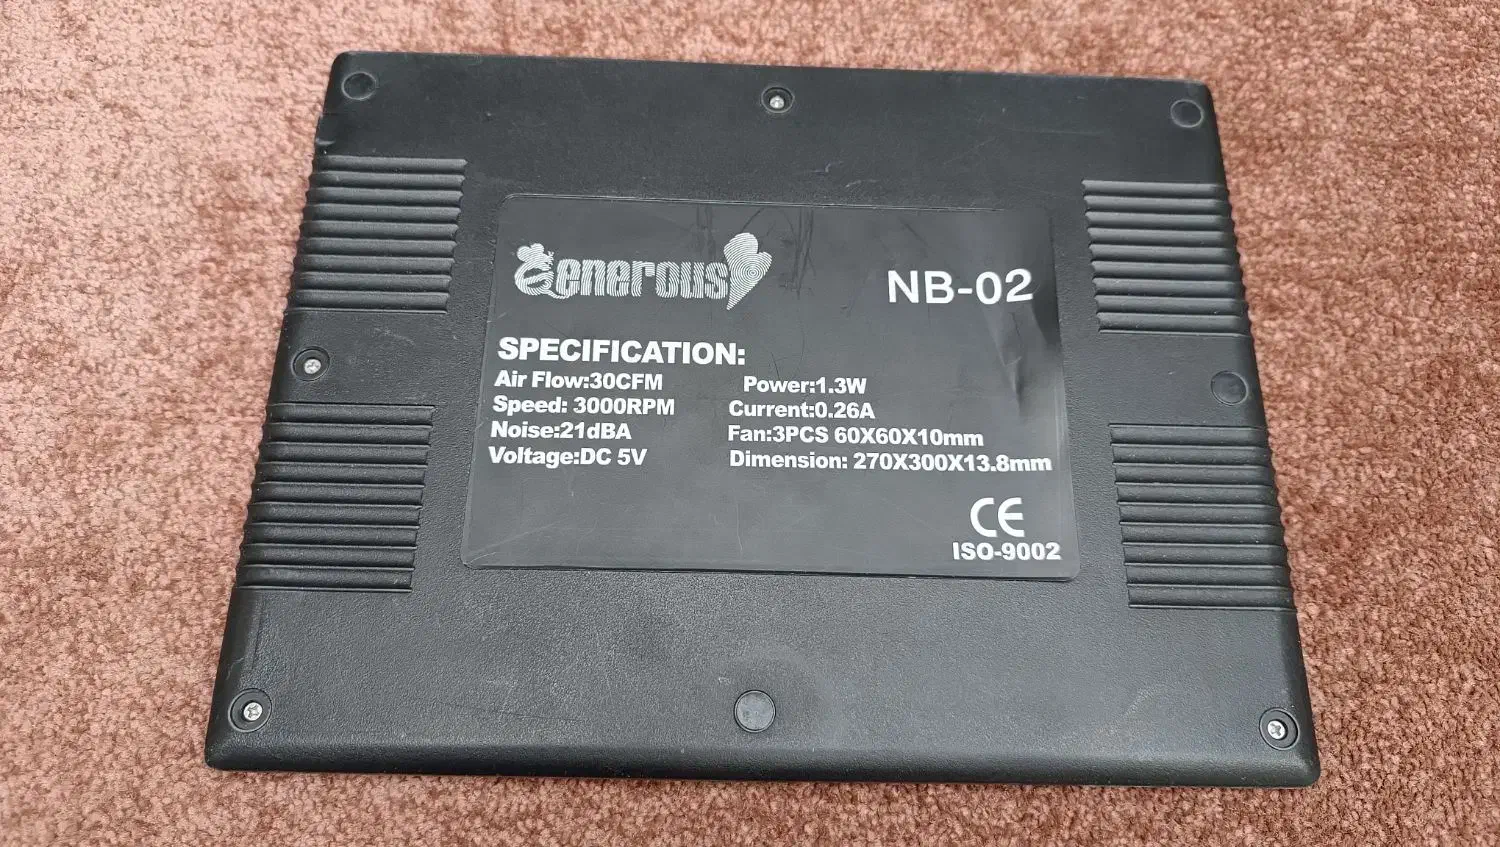 Generous
NB-02
SPECIFICATION:
Air Flow:30CFM Power:1.3W
Speed: 3000RPM Current:0.26A
Noise:21dBA Fan:3PCS 60X60X10mm
Voltage:DC 5V Dimension: 270X300X13.8mm
CE
ISO-9002